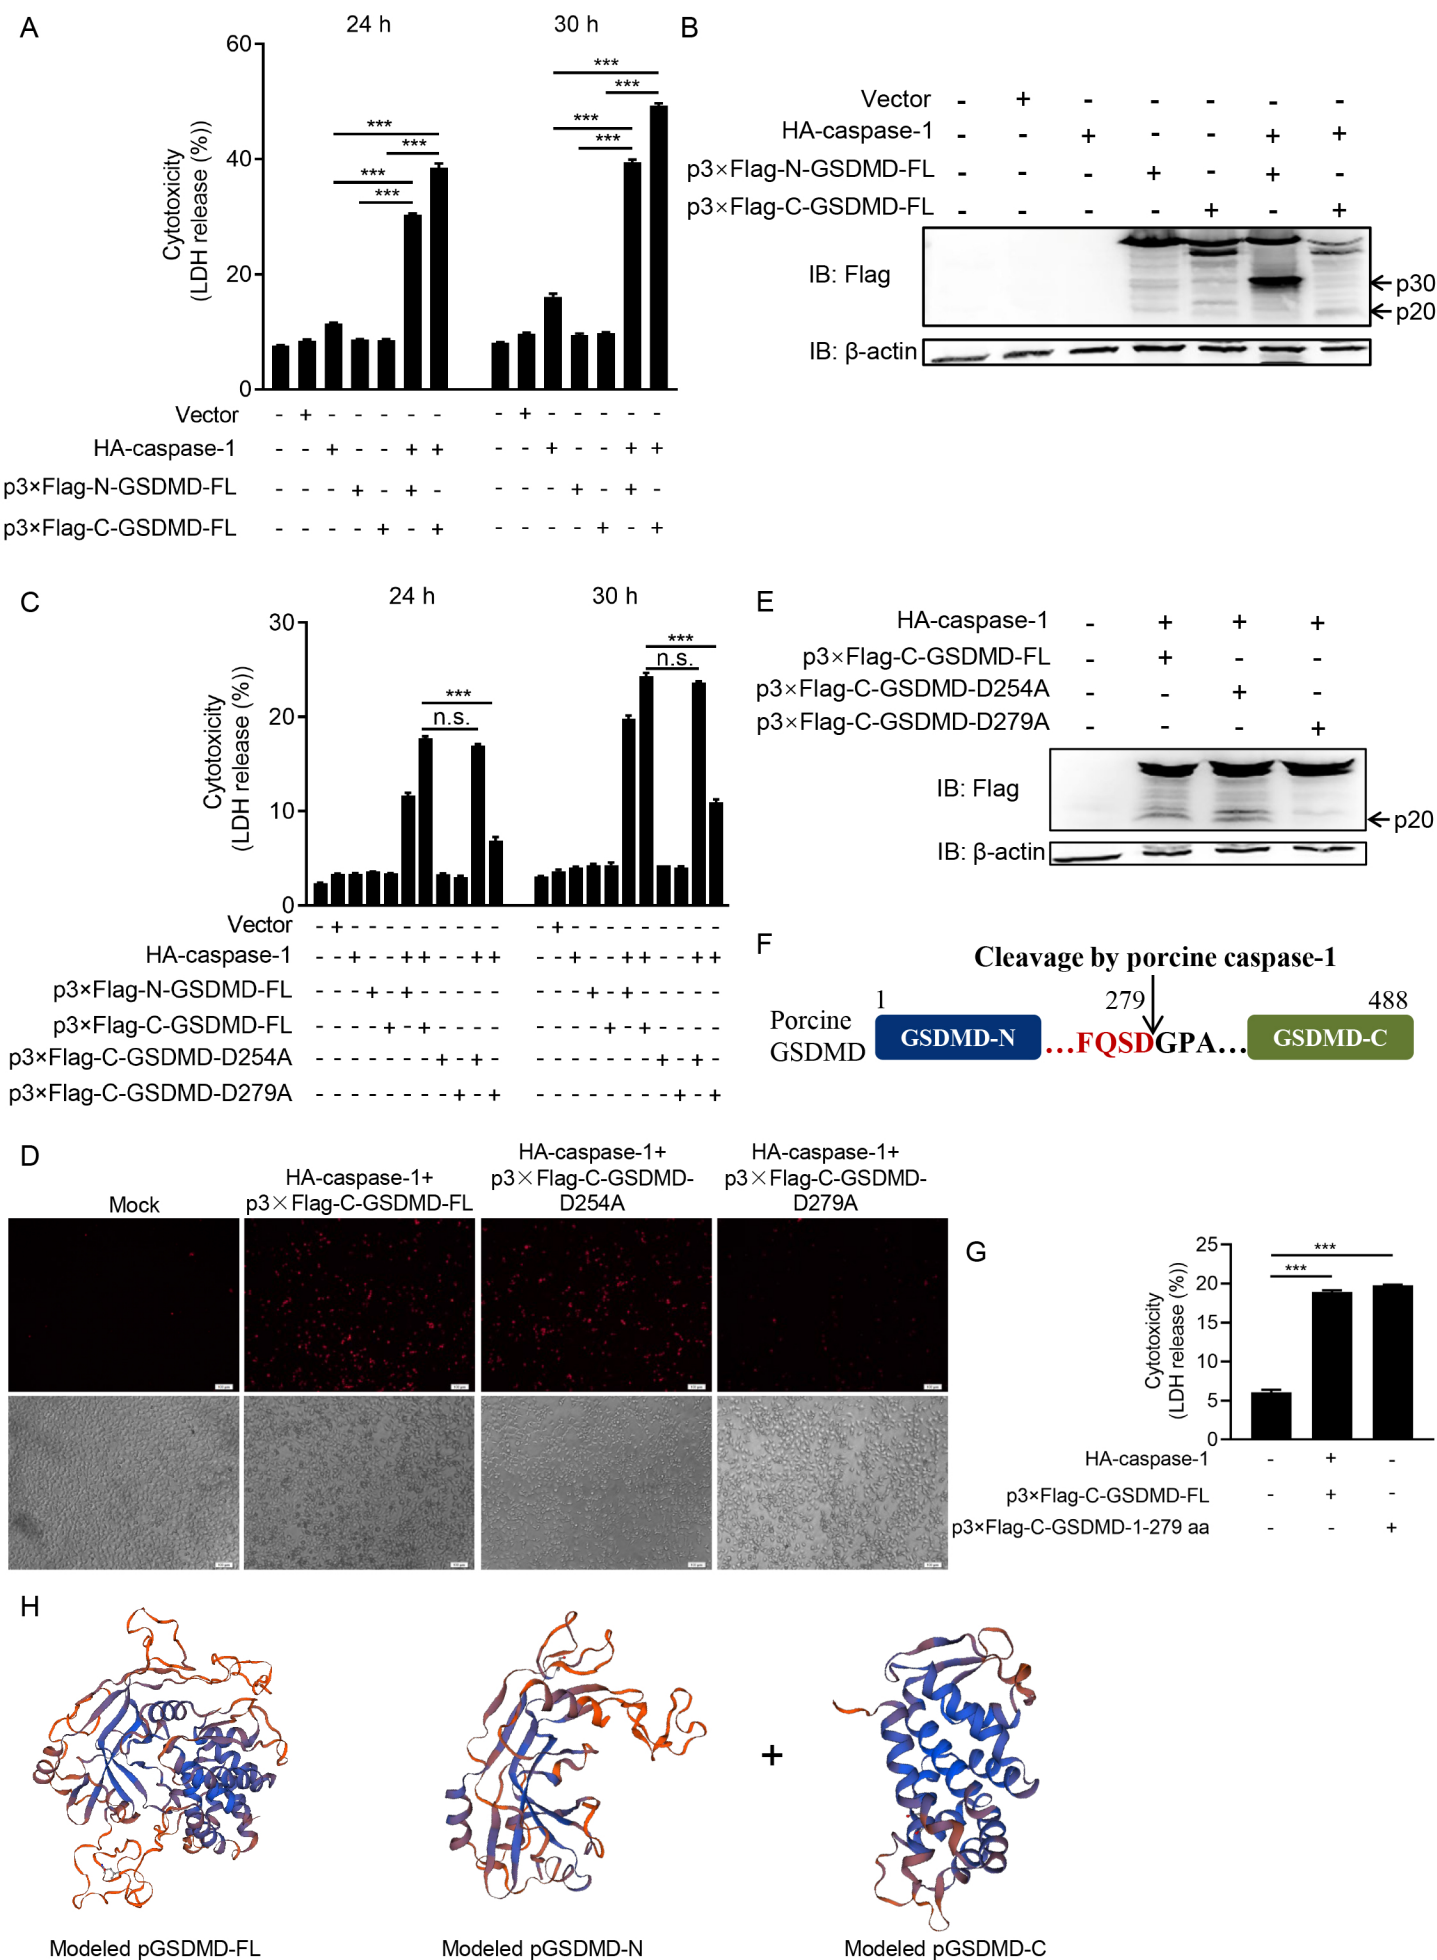 A
24 h
30 h
60
40
20
0
Cytotoxicity
(LDH release (%))
***
***
***
***
***
***
***
***
Vector - + - - - - - - + - - - - -
HA-caspase-1 - - + - - + + - - + - - + +
p3×Flag-N-GSDMD-FL - - - + - + - - - - + - + -
p3×Flag-C-GSDMD-FL - - - - + - + - - - - + - +
B
Vector - + - - - - -
HA-caspase-1 - - + - - + +
p3×Flag-N-GSDMD-FL - - - + - + -
p3×Flag-C-GSDMD-FL - - - - + - +
IB: Flag
p30
p20
IB: β-actin
C
24 h
30 h
30
20
10
0
Cytotoxicity
(LDH release (%))
***
n.s.
***
n.s.
Vector - + - - - - - - - - - - + - - - - - - - - -
HA-caspase-1 - - + - - + + - - + + - - + - - + + - - + +
p3×Flag-N-GSDMD-FL - - - + - + - - - - - - - - + - + - - - - -
p3×Flag-C-GSDMD-FL - - - - + - + - - - - - - - - + - + - - - -
p3×Flag-C-GSDMD-D254A - - - - - - - + - + - - - - - - - - + - + -
p3×Flag-C-GSDMD-D279A - - - - - - - - + - + - - - - - - - - + - +
E
HA-caspase-1 - + + +
p3×Flag-C-GSDMD-FL - + - -
p3×Flag-C-GSDMD-D254A - - + -
p3×Flag-C-GSDMD-D279A - - - +
IB: Flag
p20
IB: β-actin
F
Cleavage by porcine caspase-1
1
279
488
Porcine
GSDMD
GSDMD-N
...FQSDGPA...
GSDMD-C
D
Mock
HA-caspase-1+
p3×Flag-C-GSDMD-FL
HA-caspase-1+
p3×Flag-C-GSDMD-
D254A
HA-caspase-1+
p3×Flag-C-GSDMD-
D279A
G
25
20
15
10
5
0
Cytotoxicity
(LDH release (%))
***
***
HA-caspase-1 - + -
p3×Flag-C-GSDMD-FL - + -
p3×Flag-C-GSDMD-1-279 aa - - +
H
+
Modeled pGSDMD-FL
Modeled pGSDMD-N
Modeled pGSDMD-C